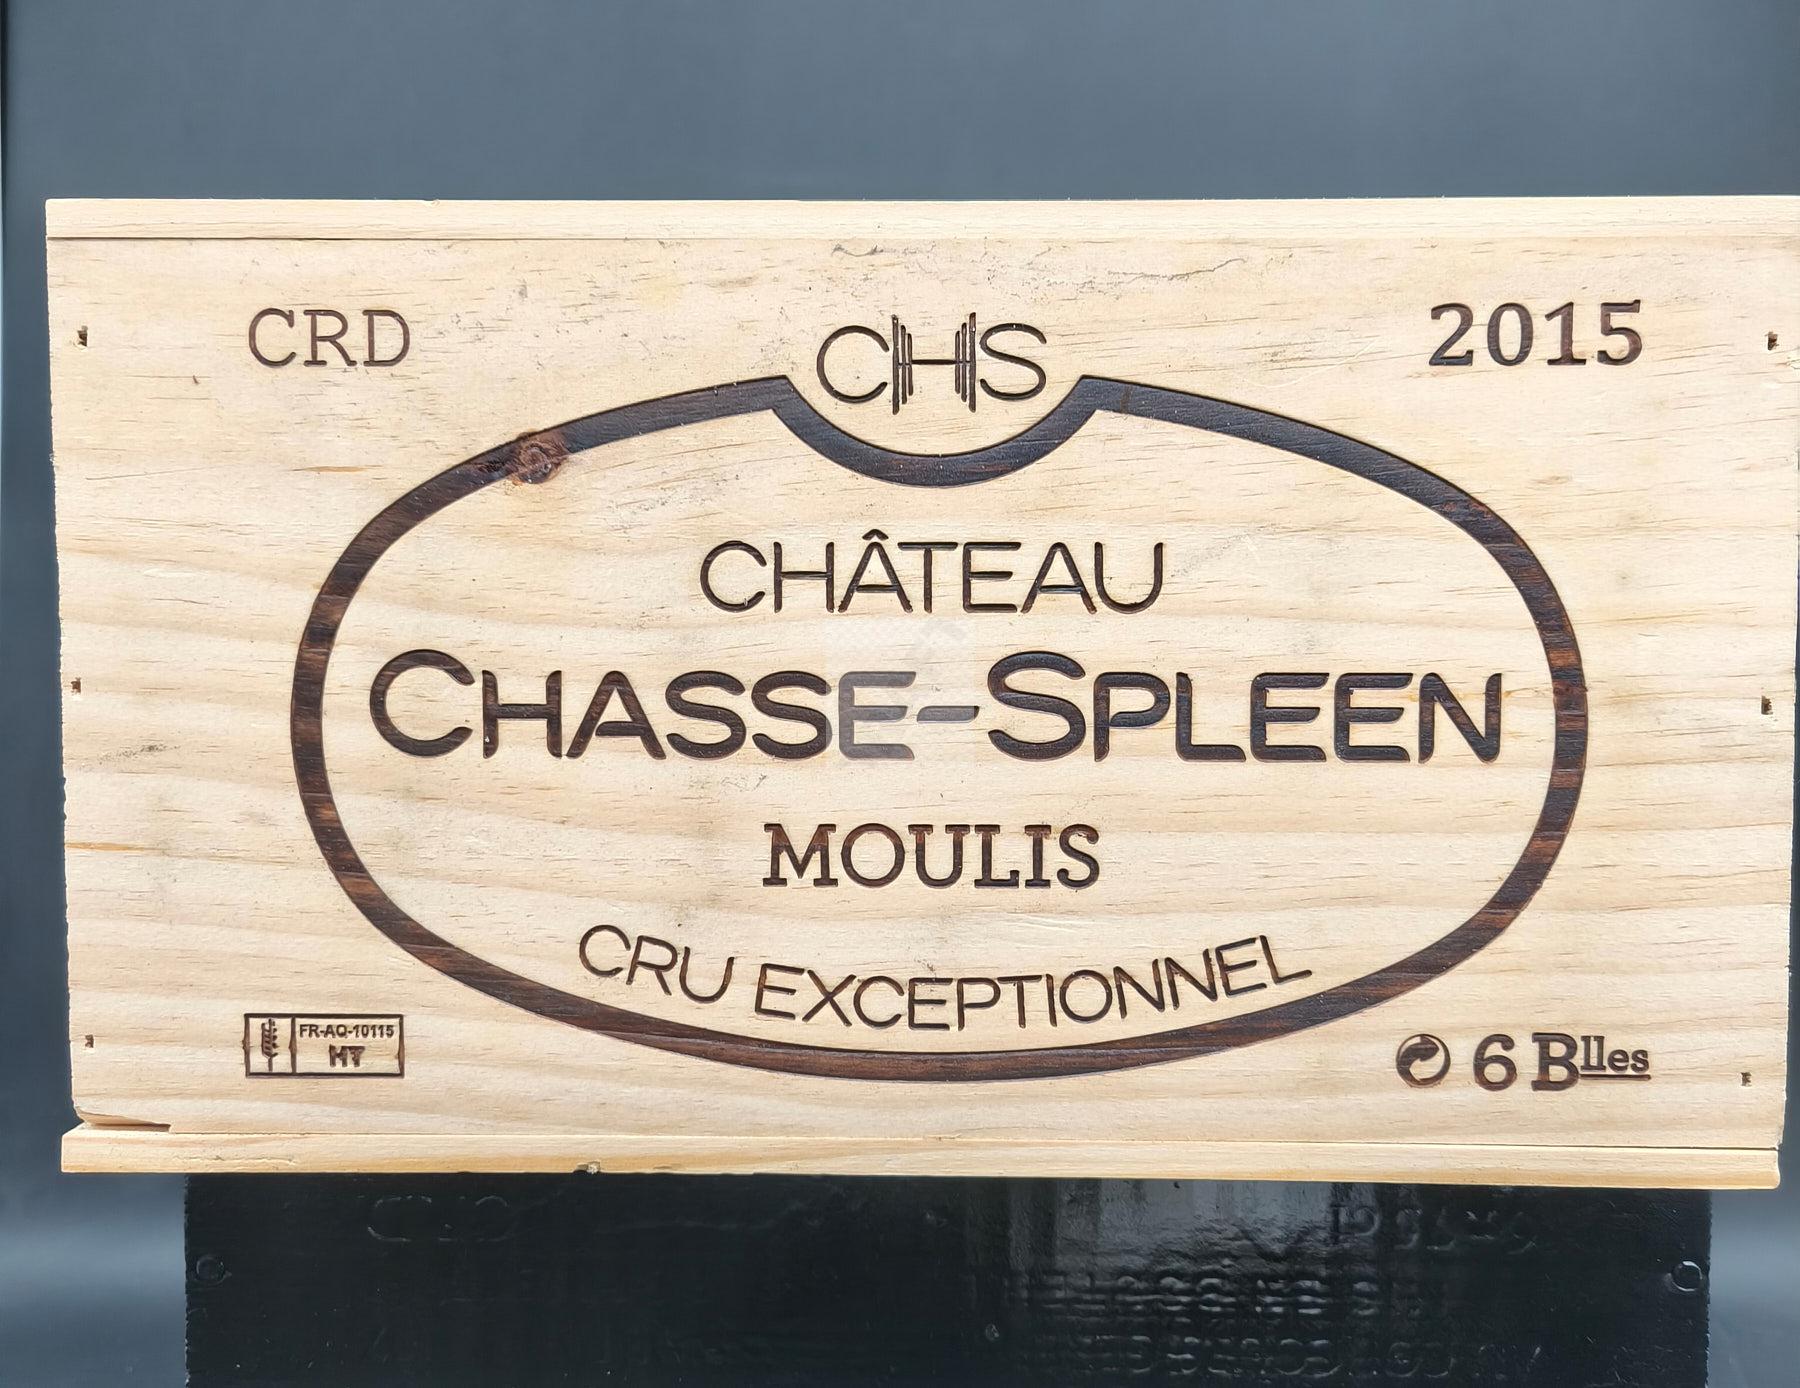 CRD
2015
CHS
CHÂTEAU
CHASSE-SPLEEN
MOULIS
CRU EXCEPTIONNEL
FR-AQ-10115
HT
6 Blles